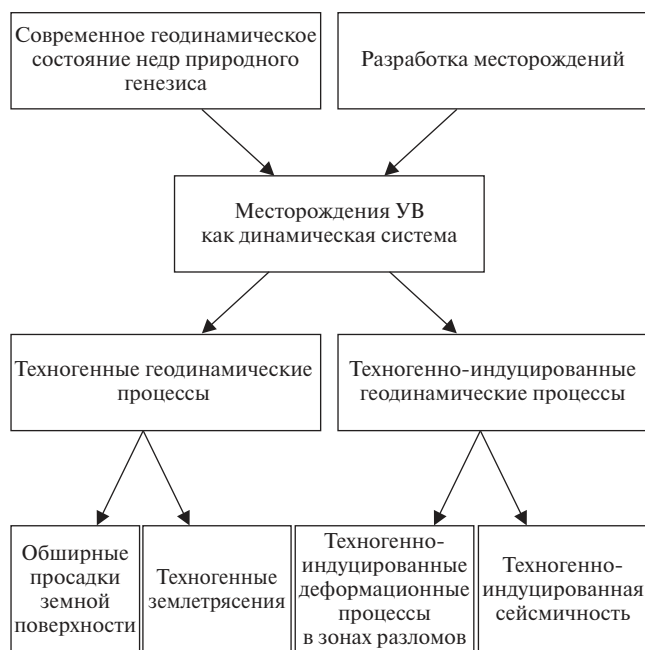 Современное геодинамическое
состояние недр природного
генезиса
Разработка месторождений
Месторождения УВ
как динамическая система
Техногенные геодинамические
процессы
Техногенно-индуцированные
геодинамические процессы
Обширные
просадки
земной
поверхности
Техногенные
землетрясения
Техногенно-
индуцированные
деформационные
процессы
в зонах разломов
Техногенно-
индуцированная
сейсмичность